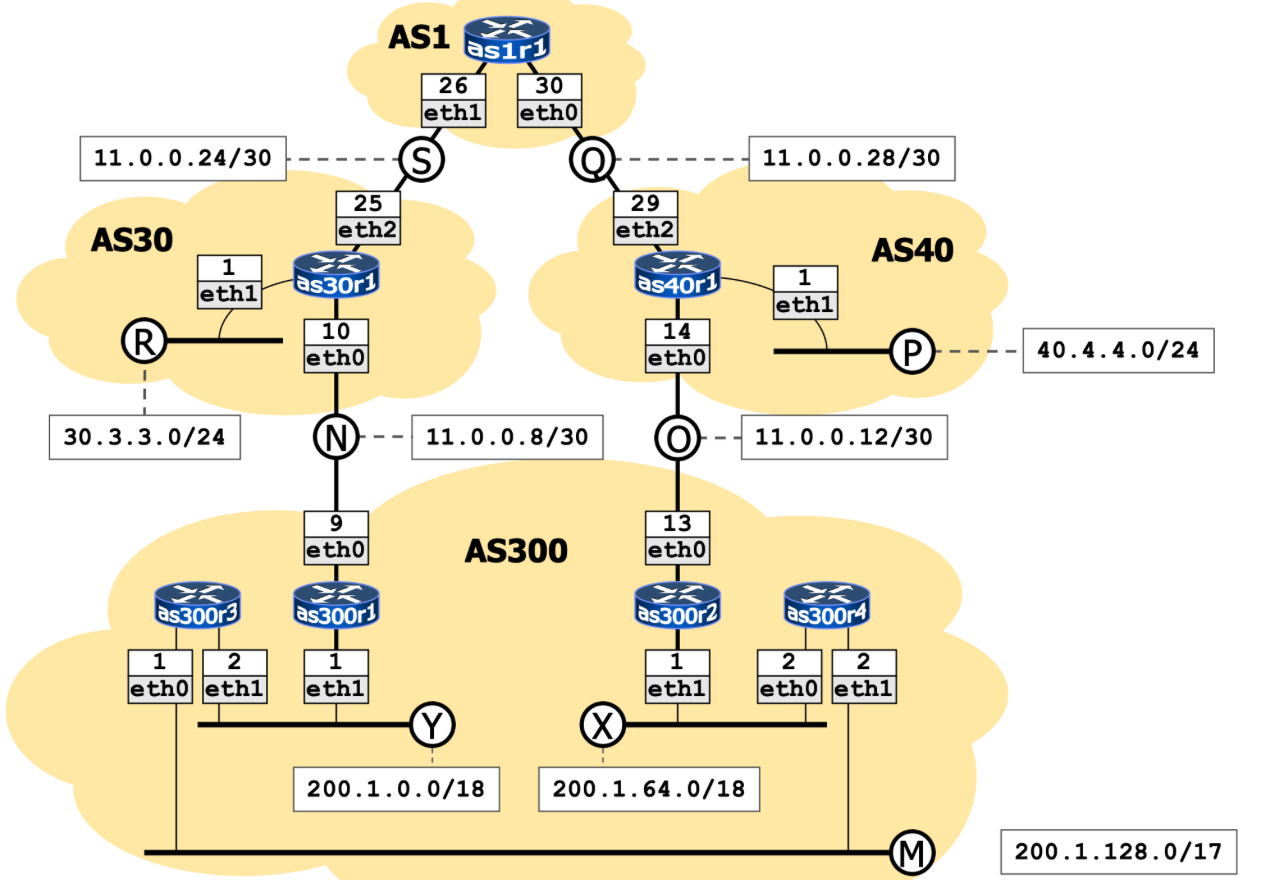 AS1
as1r1
26
eth1
30
eth0
11.0.0.24/30
S
Q
11.0.0.28/30
25
eth2
29
eth2
AS30
AS40
1
eth1
as30r1
as40r1
1
eth1
R
10
eth0
14
eth0
P
40.4.4.0/24
30.3.3.0/24
N
11.0.0.8/30
O
11.0.0.12/30
9
eth0
AS300
13
eth0
as300r3
as300r1
as300r2
as300r4
1
eth0
2
eth1
1
eth1
1
eth1
2
eth0
2
eth1
Y
X
200.1.0.0/18
200.1.64.0/18
M
200.1.128.0/17